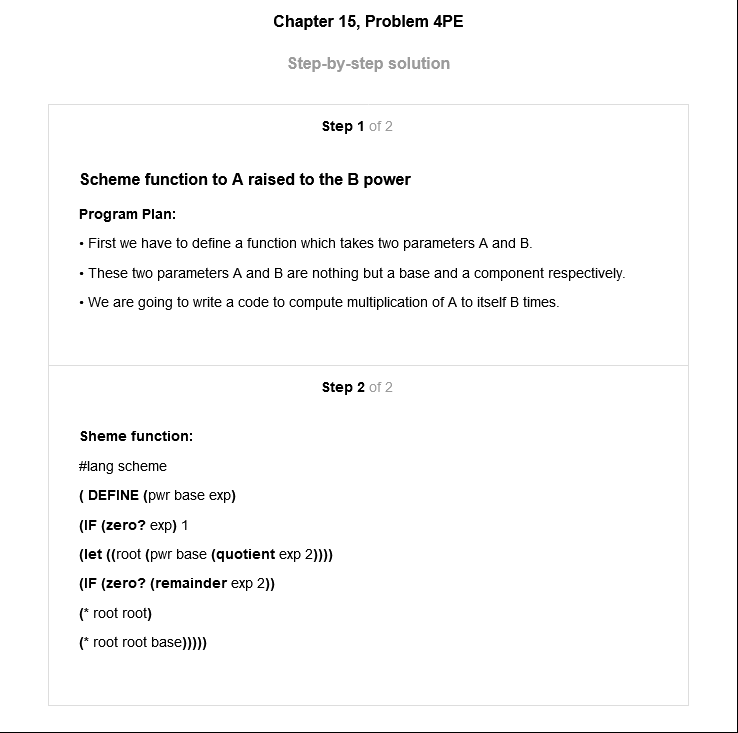 Chapter 15, Problem 4PE
Step-by-step solution
Step 1 of 2
Scheme function to A raised to the B power
Program Plan:
• First we have to define a function which takes two parameters A and B.
• These two parameters A and B are nothing but a base and a component respectively.
• We are going to write a code to compute multiplication of A to itself B times.
Step 2 of 2
Sheme function:
#lang scheme
( DEFINE (pwr base exp)
(IF (zero? exp) 1
(let ((root (pwr base (quotient exp 2))))
(IF (zero? (remainder exp 2))
(* root root)
(* root root base)))))